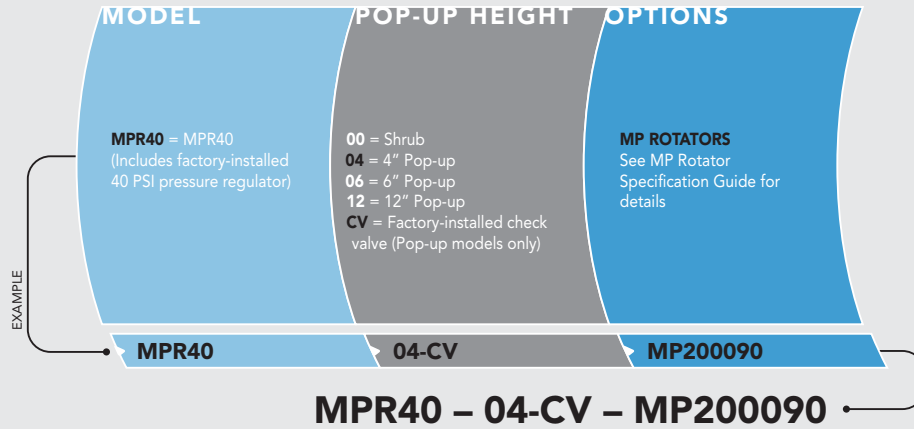 MODEL
POP-UP HEIGHT
OPTIONS
MPR40 = MPR40
(Includes factory-installed
40 PSI pressure regulator)
00 = Shrub
04 = 4” Pop-up
06 = 6” Pop-up
12 = 12” Pop-up
CV = Factory-installed check
valve (Pop-up models only)
MP ROTATORS
See MP Rotator
Specification Guide for
details
EXAMPLE
MPR40
04-CV
MP200090
MPR40 – 04-CV – MP200090